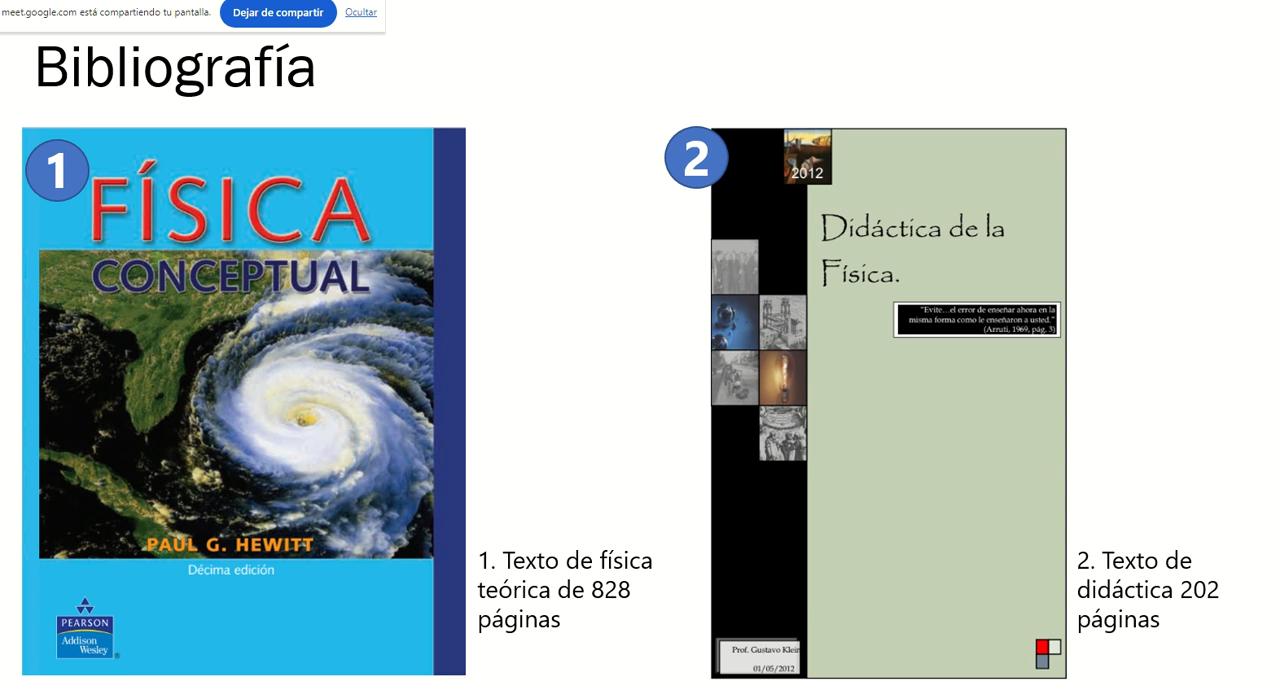 meet.google.com está compartiendo tu pantalla. Dejar de compartir Ocultar
Bibliografía
1
FÍSICA
CONCEPTUAL
PAUL G. HEWITT
Décima edición
PEARSON
Addison
Wesley
®
1. Texto de física
teórica de 828
páginas
2
2012
Didáctica de la
Física.
"Evite...el error de enseñar ahora en la
misma forma como le enseñaron a usted."
(Arruti, 1969, pág. 3)
Prof. Gustavo Klein
01/05/2012
2. Texto de
didáctica 202
páginas